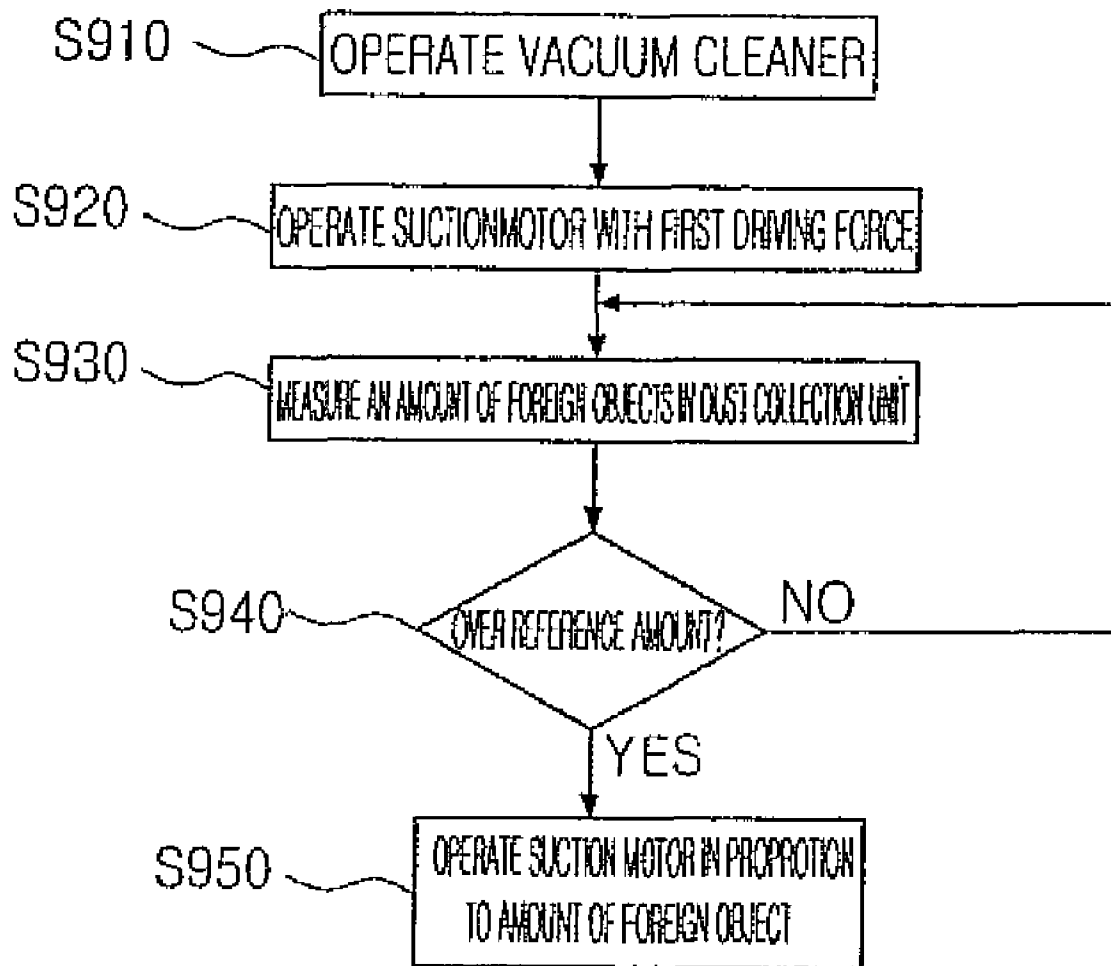 S910
OPERATE VACUUM CLEANER
S920
OPERATE SUCTIONMOTOR WITH FIRST DRIVING FORCE
S930
MEASURE AN AMOUNT OF FOREIGN OBJECTS IN DUST COLLECTION UNIT
S940
OVER REFERENCE AMOUNT?
NO
YES
S950
OPERATE SUCTION MOTOR IN PROPROTION
TO AMOUNT OF FOREIGN OBJECT